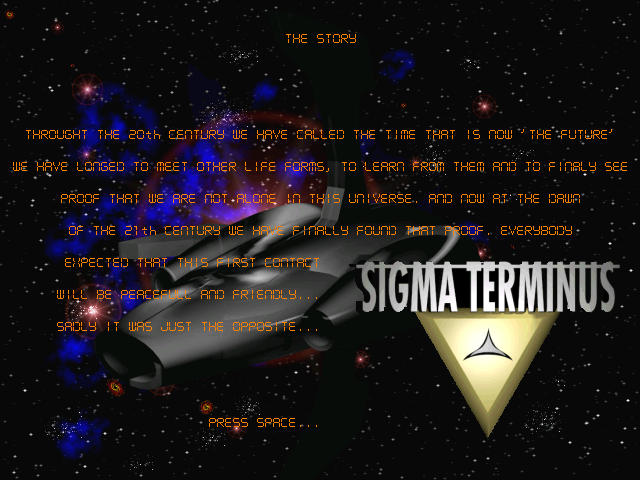 THE STORY
THROUGHT THE 20th CENTURY WE HAVE CALLED THE TIME THAT IS NOW 'THE FUTURE'
WE HAVE LONGED TO MEET OTHER LIFE FORMS, TO LEARN FROM THEM AND TO FINALY SEE
PROOF THAT WE ARE NOT ALONE IN THIS UNIVERSE. AND NOW AT THE DAWN
OF THE 21th CENTURY WE HAVE FINALLY FOUND THAT PROOF. EVERYBODY
EXPECTED THAT THIS FIRST CONTACT
WILL BE PEACEFULL AND FRIENDLY...
SADLY IT WAS JUST THE OPPOSITE...
SIGMA TERMINUS
PRESS SPACE...